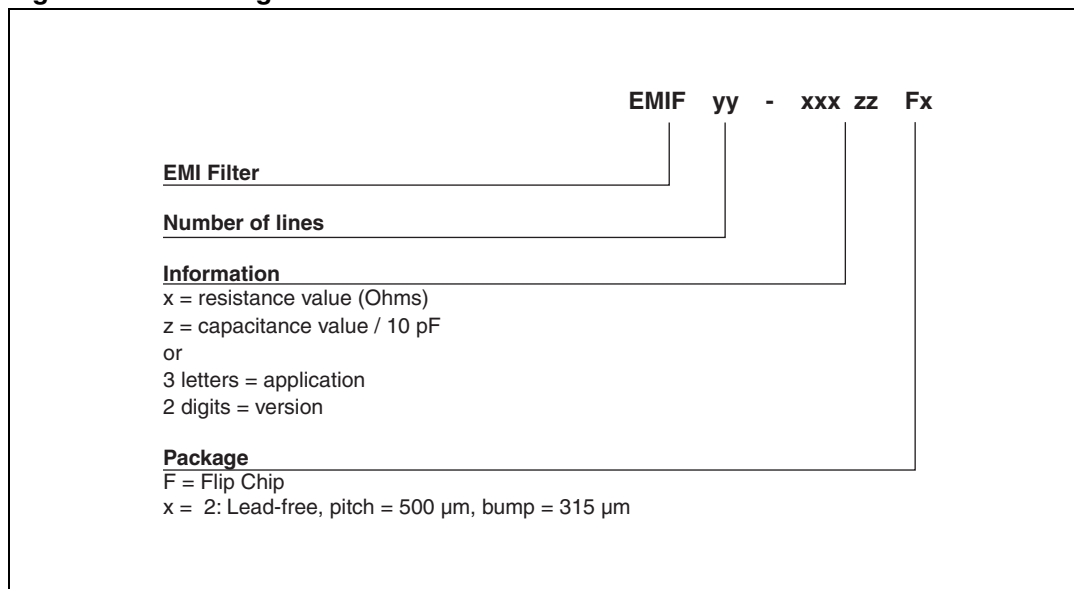 EMIF yy - xxx zz Fx
EMI Filter
Number of lines
Information
x = resistance value (Ohms)
z = capacitance value / 10 pF
or
3 letters = application
2 digits = version
Package
F = Flip Chip
x = 2: Lead-free, pitch = 500 µm, bump = 315 µm